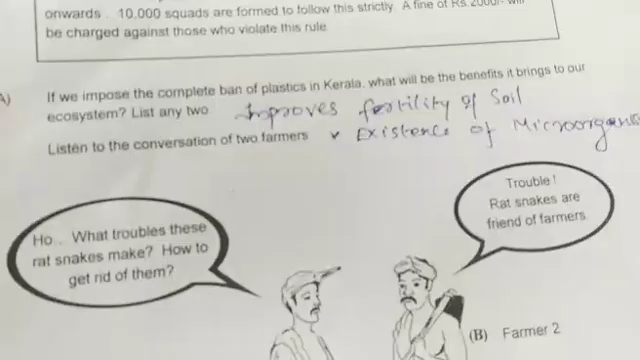 onwards . 10,000 squads are formed to follow this strictly. A fine of Rs 2000/- will
be charged against those who violate this rule.
A)
If we impose the complete ban of plastics in Kerala, what will be the benefits it brings to our
ecosystem? List any two
Improves fertility of Soil
Existence of
Listen to the conversation of two farmers
Ho.. What troubles these
rat snakes make? How to
get rid of them?
Trouble!
Rat snakes are
friend of farmers
(B) Farmer 2